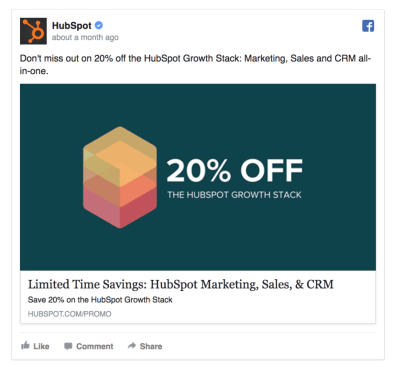 HubSpot
about a month ago
Don't miss out on 20% off the HubSpot Growth Stack: Marketing, Sales and CRM all-
in-one.
20% OFF
THE HUBSPOT GROWTH STACK
Limited Time Savings: HubSpot Marketing, Sales, & CRM
Save 20% on the HubSpot Growth Stack
HUBSPOT.COM/PROMO
Like Comment Share